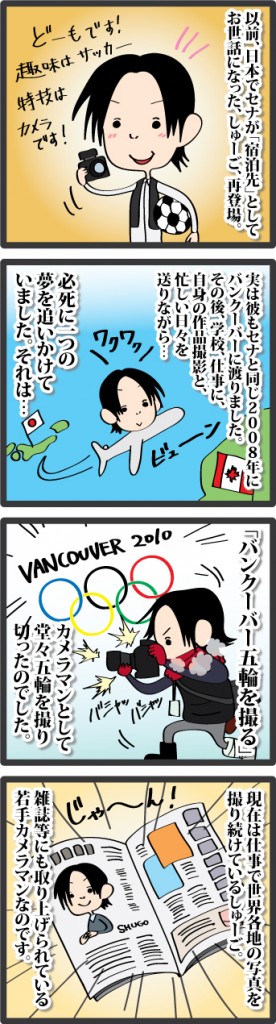 以前、日本でセナが「宿泊先」として
お世話になった、しゅーご、再登場。
どーもです!
趣味はサッカー
特技は
カメラ
です!
実は彼もセナと同じ2008年に
バンクーバーに渡りました。
その後、学校、仕事に、
自身の作品撮影と、
忙しい日々を
送りながら…
ワクワク
ビューーン
必死に一つの
夢を追いかけて
いました。それは…
「バンクーバー五輪を撮る」
VANCOUVER 2010
バシャッ バシャッ
カメラマンとして
堂々五輪を撮り
切ったのでした。
現在は仕事で世界各地の写真を
撮り続けているしゅーご。
じゃ〜ん!
SHUGO
雑誌等にも取り上げられている
若手カメラマンなのです。